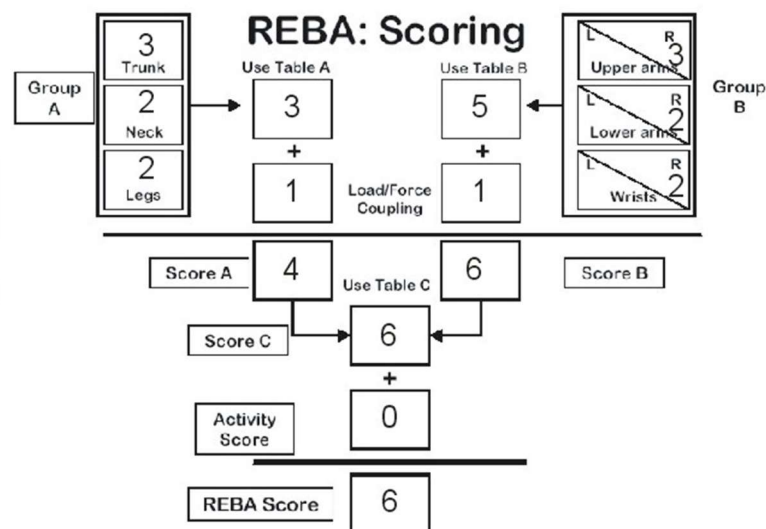 REBA: Scoring
Group
A
3
Trunk
2
Neck
2
Legs
Use Table A
3
+
1
Use Table B
5
+
1
Load/Force
Coupling
L R
3
Upper arms
L R
2
Lower arms
L R
2
Wrists
Group
B
Score A
4
6
Score B
Use Table C
Score C
6
+
Activity
Score
0
REBA Score
6